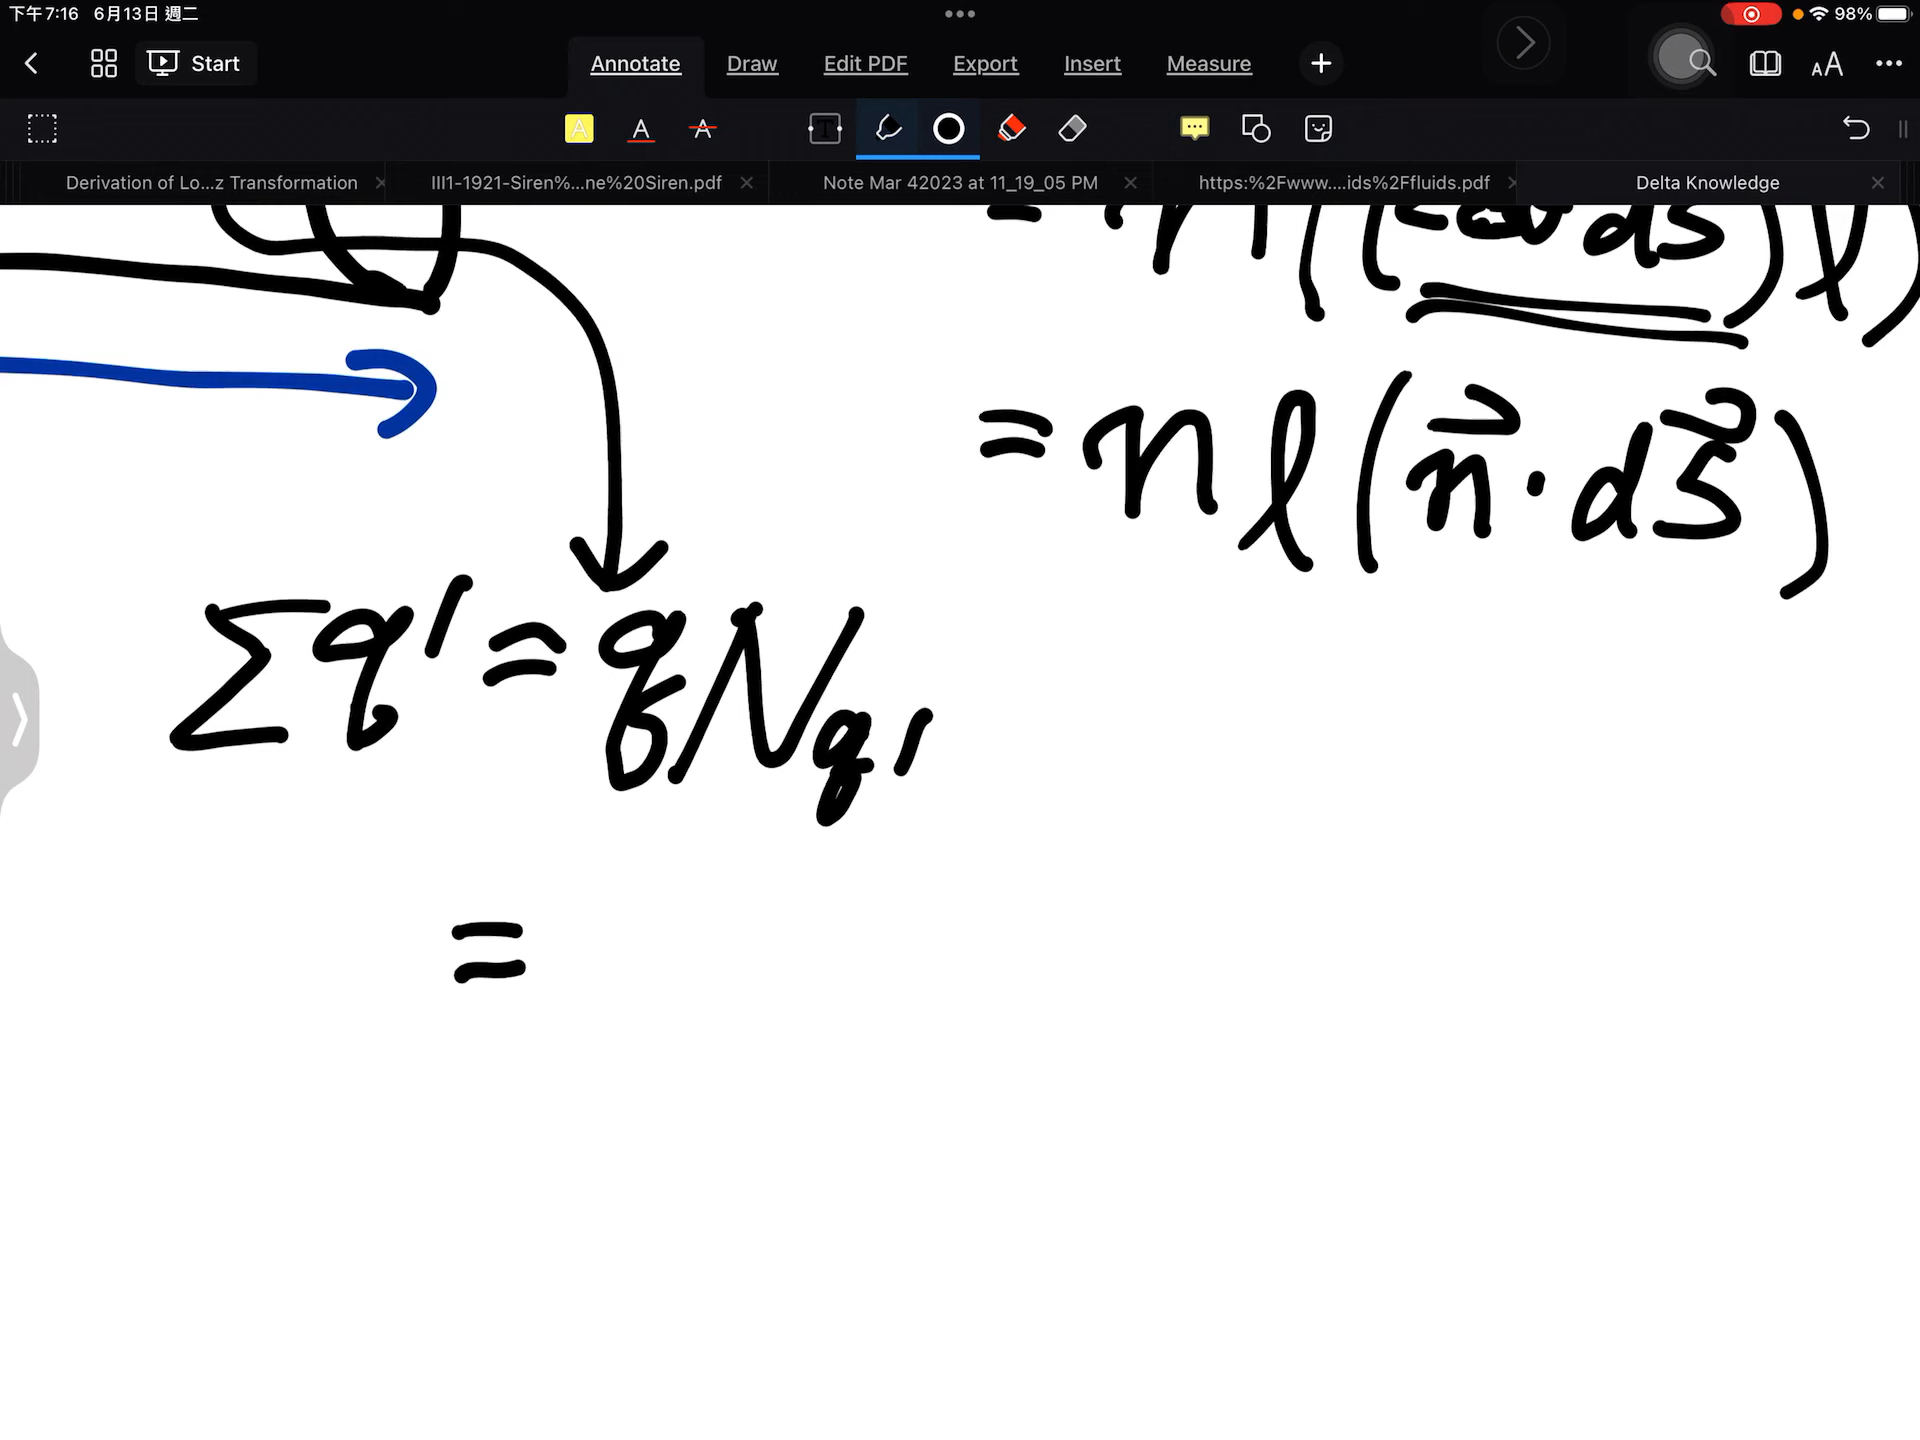 下午7:16 6月13日 週二 98%
Start Annotate Draw Edit PDF Export Insert Measure AA
A A A T
Derivation of Lo...z Transformation III1-1921-Siren%...ne%20Siren.pdf Note Mar 42023 at 11_19_05 PM https:%2Fwww....ids%2Ffluids.pdf Delta Knowledge
= n l (n⃗ · dS⃗)
Σq' = qN_q'
=